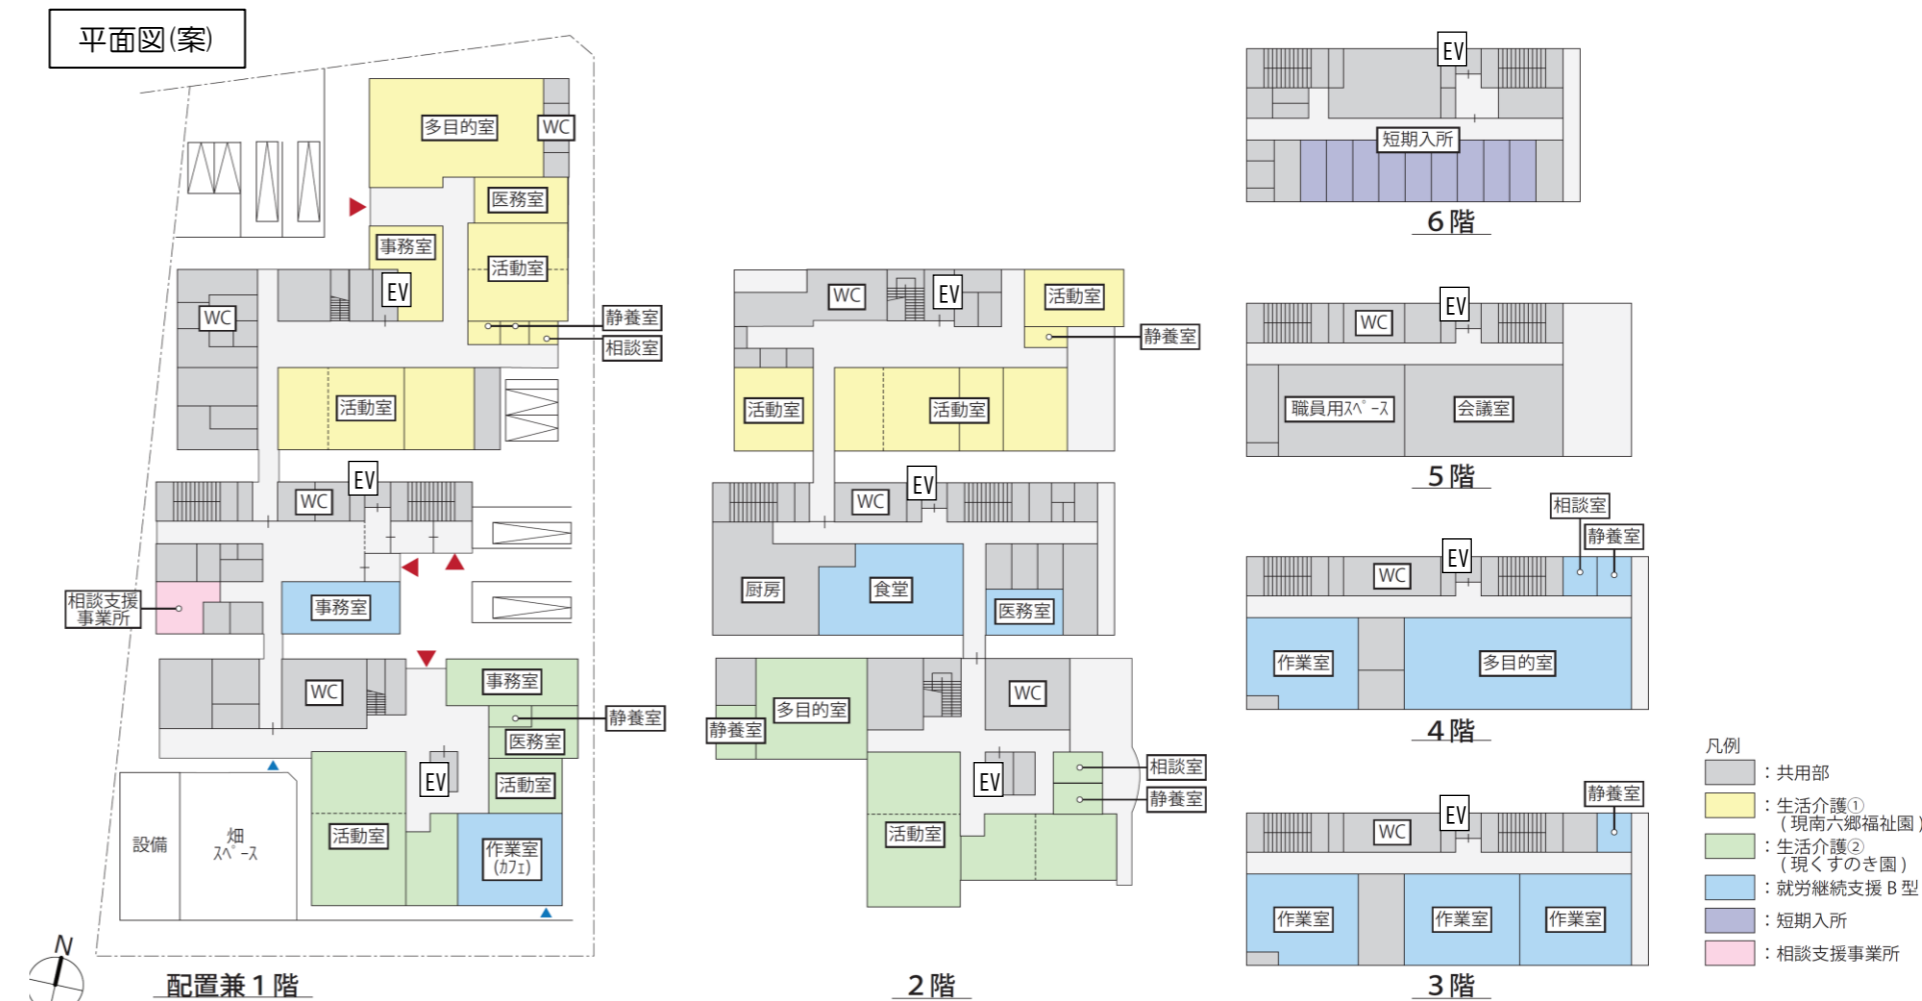 平面図(案)
多目的室
WC
医務室
事務室
活動室
EV
WC
静養室
相談室
活動室
EV
WC
相談支援
事業所
事務室
WC
事務室
静養室
医務室
活動室
EV
活動室
作業室
(ｶﾌｪ)
設備
畑
ｽﾍﾟｰｽ
N
配置兼1階
WC
EV
活動室
静養室
活動室
活動室
EV
WC
厨房
食堂
医務室
多目的室
WC
静養室
相談室
EV
静養室
活動室
2階
EV
短期入所
6階
EV
WC
職員用ｽﾍﾟｰｽ
会議室
5階
相談室
静養室
EV
WC
作業室
多目的室
4階
静養室
EV
WC
作業室
作業室
作業室
3階
凡例
：共用部
：生活介護①
(現南六郷福祉園)
：生活介護②
(現くすのき園)
：就労継続支援B型
：短期入所
：相談支援事業所